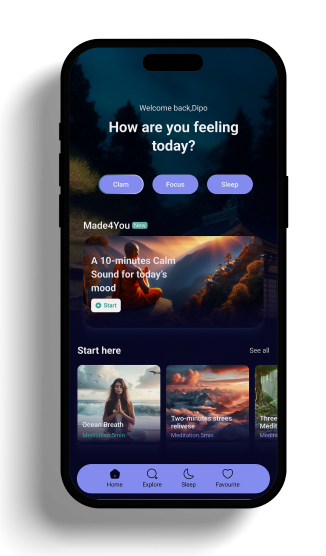 Welcome back,Dipo
How are you feeling
today?
Clam
Focus
Sleep
Made4You New
A 10-minutes Calm
Sound for today's
mood
Start
Start here
See all
Ocean Breath
Meditation.5min
Two-minutes strees
relivese
Meditation.5min
Three
Medit
Medita
Home
Explore
Sleep
Favourite